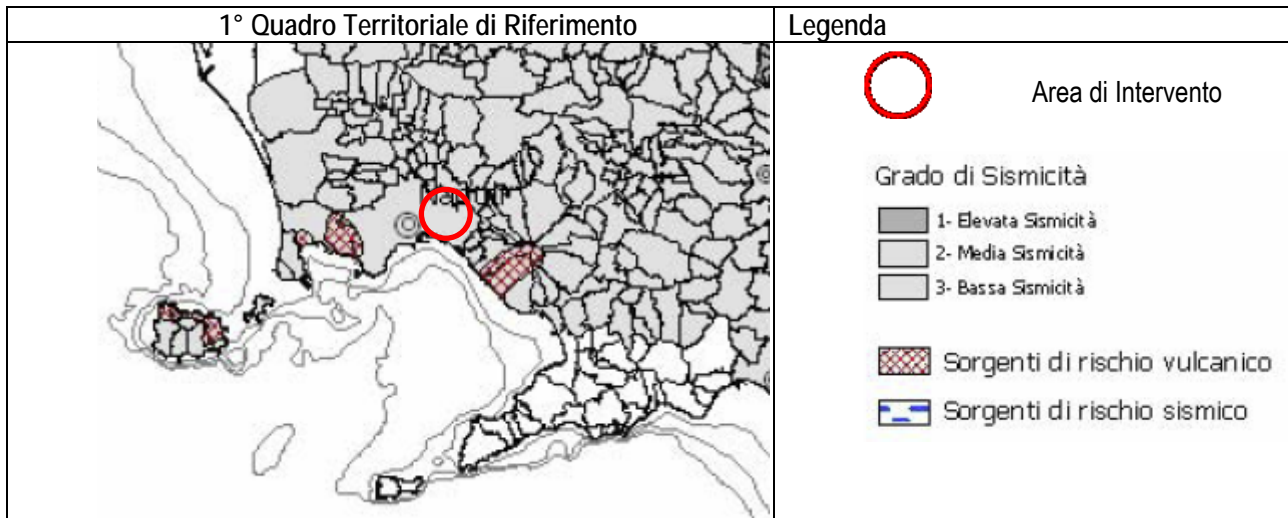 1° Quadro Territoriale di Riferimento
Legenda
Napoli
Area di Intervento
Grado di Sismicità
1- Elevata Sismicità
2- Media Sismicità
3- Bassa Sismicità
Sorgenti di rischio vulcanico
Sorgenti di rischio sismico